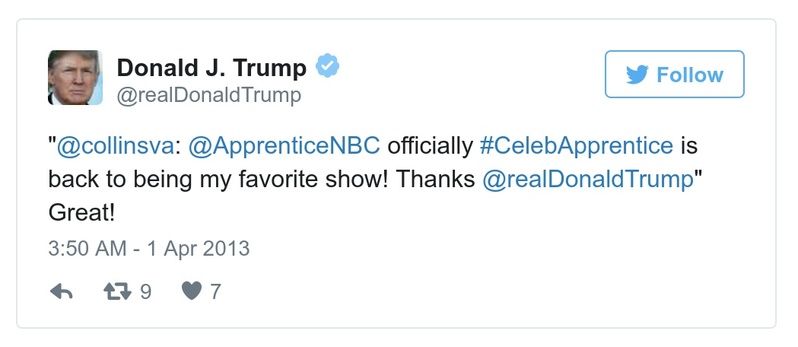 Donald J. Trump
@realDonaldTrump
Follow
"@collinsva: @ApprenticeNBC officially #CelebApprentice is
back to being my favorite show! Thanks @realDonaldTrump"
Great!
3:50 AM - 1 Apr 2013
9 7